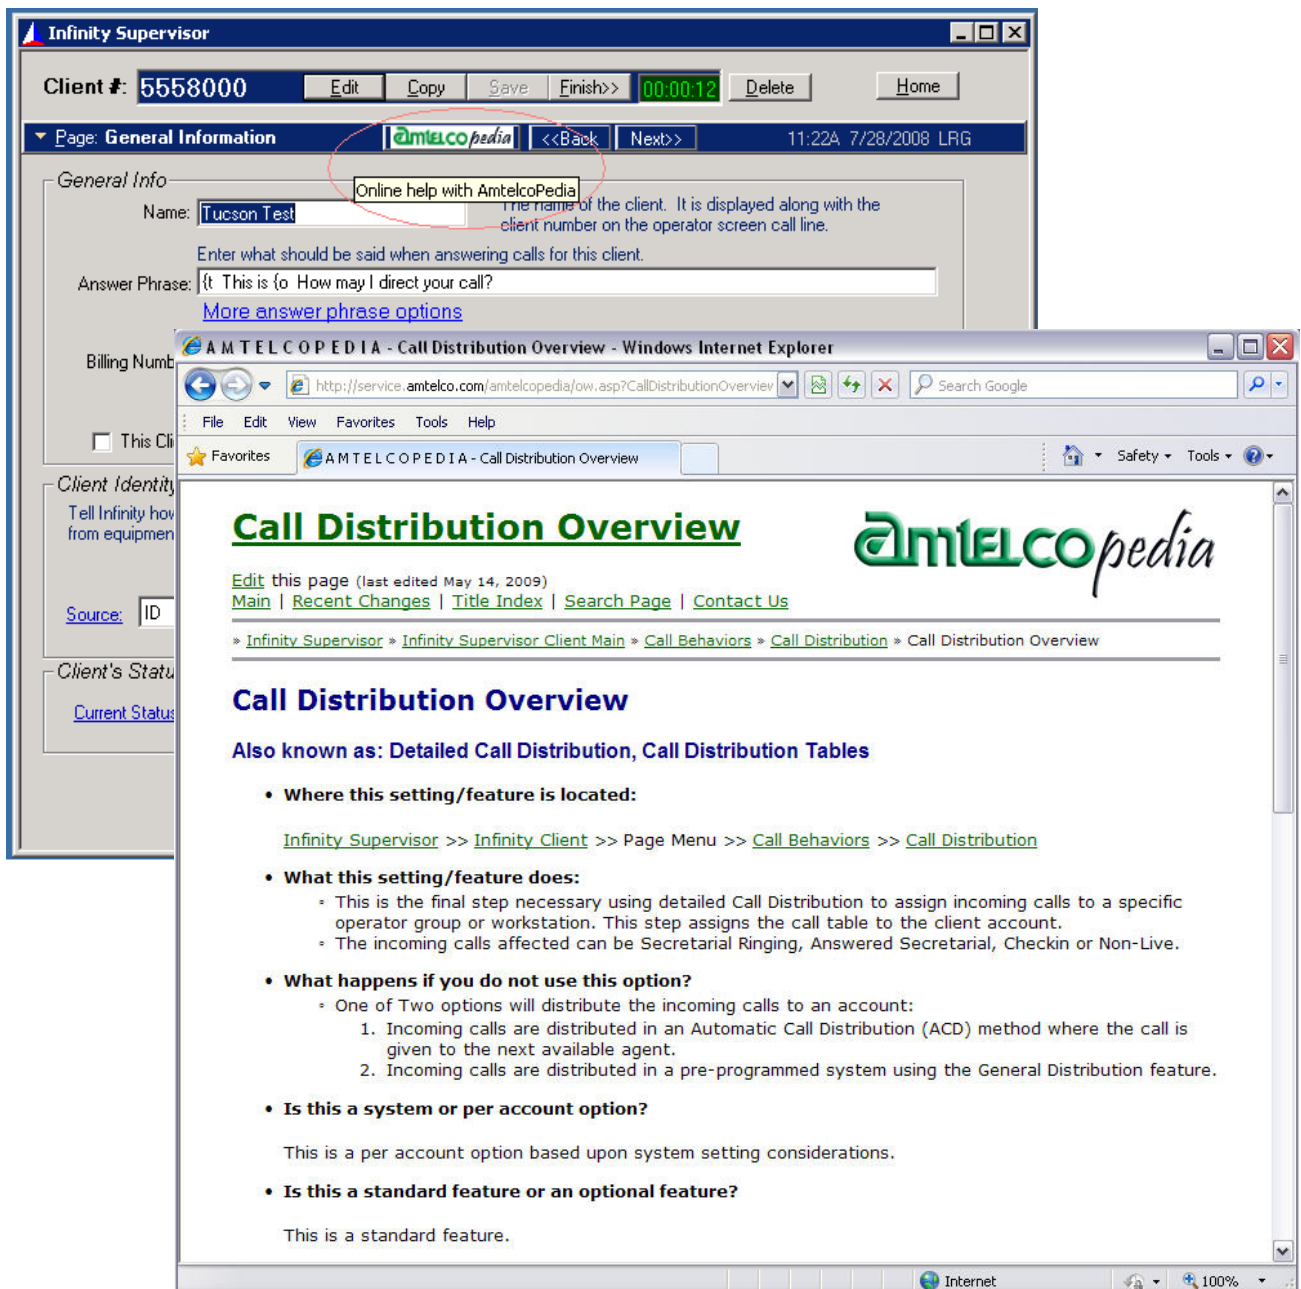 Infinity Supervisor
Client #: 5558000 Edit Copy Save Finish>> 00:00:12 Delete Home
Page: General Information amtelcopedia <<Back Next>> 11:22A 7/28/2008 LRG
General Info
Online help with AmtelcoPedia
Name: Tucson Test The name of the client. It is displayed along with the
client number on the operator screen call line.
Enter what should be said when answering calls for this client.
Answer Phrase: {t This is {o How may I direct your call?
More answer phrase options
Billing Numb
This Cli
Client Identity
Tell Infinity how
from equipmen
Source: ID
Client's Statu
Current Status
AMTELCOPEDIA - Call Distribution Overview - Windows Internet Explorer
http://service.amtelco.com/amtelcopedia/ow.asp?CallDistributionOverview Search Google
File Edit View Favorites Tools Help
Favorites AMTELCOPEDIA - Call Distribution Overview Safety Tools
Call Distribution Overview
amtelcopedia
Edit this page (last edited May 14, 2009)
Main | Recent Changes | Title Index | Search Page | Contact Us
» Infinity Supervisor » Infinity Supervisor Client Main » Call Behaviors » Call Distribution » Call Distribution Overview
Call Distribution Overview
Also known as: Detailed Call Distribution, Call Distribution Tables
• Where this setting/feature is located:
Infinity Supervisor >> Infinity Client >> Page Menu >> Call Behaviors >> Call Distribution
• What this setting/feature does:
◦ This is the final step necessary using detailed Call Distribution to assign incoming calls to a specific
operator group or workstation. This step assigns the call table to the client account.
◦ The incoming calls affected can be Secretarial Ringing, Answered Secretarial, Checkin or Non-Live.
• What happens if you do not use this option?
◦ One of Two options will distribute the incoming calls to an account:
1. Incoming calls are distributed in an Automatic Call Distribution (ACD) method where the call is
given to the next available agent.
2. Incoming calls are distributed in a pre-programmed system using the General Distribution feature.
• Is this a system or per account option?
This is a per account option based upon system setting considerations.
• Is this a standard feature or an optional feature?
This is a standard feature.
Internet 100%